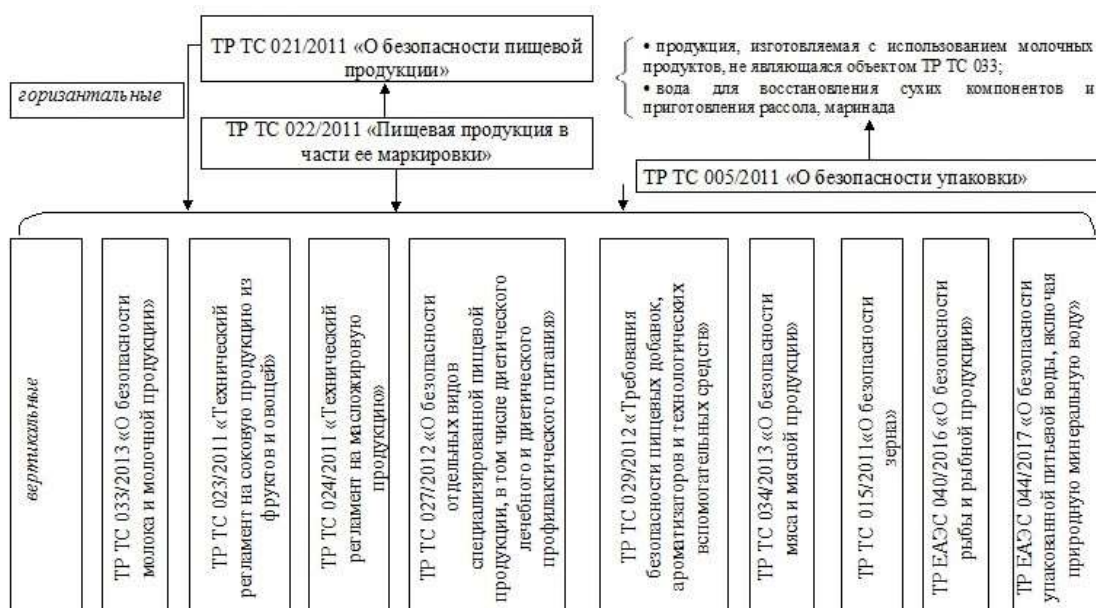 ТР ТС 021/2011 «О безопасности пищевой
продукции»
• продукция, изготовляемая с использованием молочных
продуктов, не являющаяся объектом ТР ТС 033;
• вода для восстановления сухих компонентов и
приготовления рассола, маринада
горизантальные
ТР ТС 022/2011 «Пищевая продукция в
части ее маркировки»
ТР ТС 005/2011 «О безопасности упаковки»
вертикальные
ТР ТС 033/2013 «О безопасности
молока и молочной продукции»
ТР ТС 023/2011 «Технический
регламент на соковую продукцию из
фруктов и овощей»
ТР ТС 024/2011 «Технический
регламент на масложировую
продукцию»
ТР ТС 027/2012 «О безопасности
отдельных видов
специализированной пищевой
продукции, в том числе диетического
лечебного и диетического
профилактического питания»
ТР ТС 029/2012 «Требования
безопасности пищевых добавок,
ароматизаторов и технологических
вспомогательных средств»
ТР ТС 034/2013 «О безопасности
мяса и мясной продукции»
ТР ТС 015/2011«О безопасности
зерна»
ТР ЕАЭС 040/2016 «О безопасности
рыбы и рыбной продукции»
ТР ЕАЭС 044/2017 «О безопасности
упакованной питьевой воды, включая
природную минеральную воду»